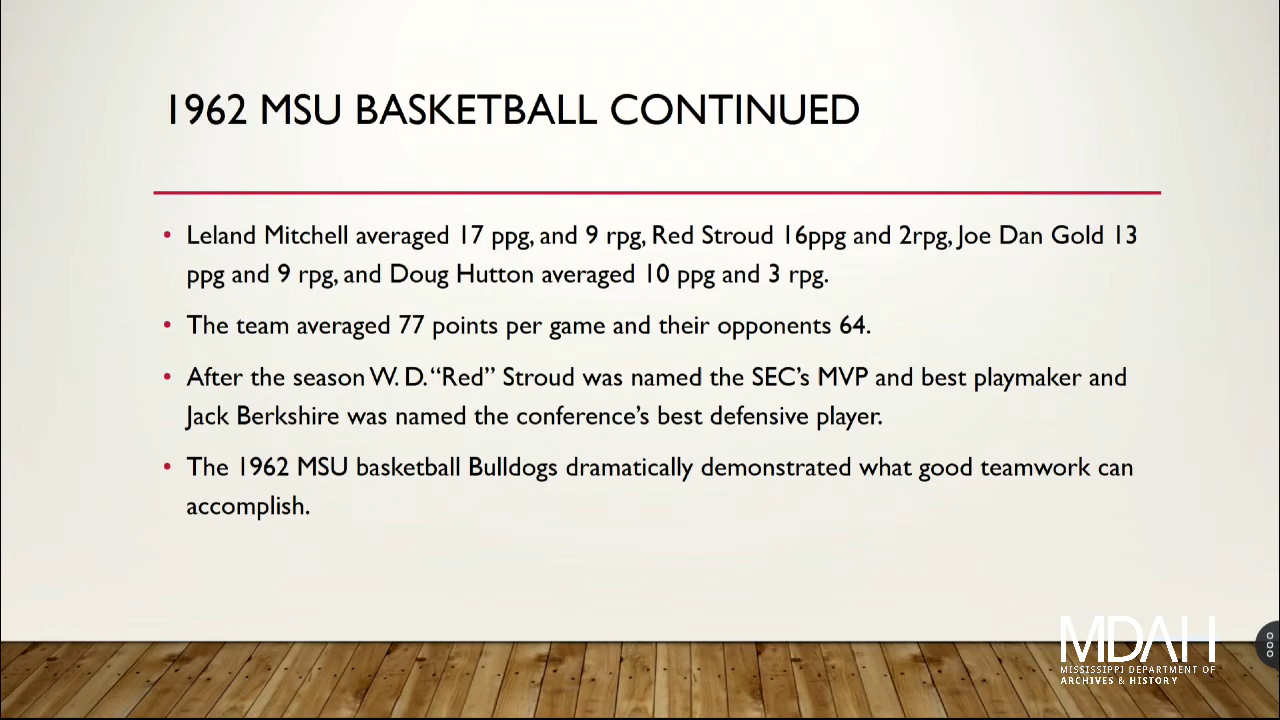 1962 MSU BASKETBALL CONTINUED
• Leland Mitchell averaged 17 ppg, and 9 rpg, Red Stroud 16ppg and 2rpg, Joe Dan Gold 13
ppg and 9 rpg, and Doug Hutton averaged 10 ppg and 3 rpg.
• The team averaged 77 points per game and their opponents 64.
• After the season W. D. “Red” Stroud was named the SEC’s MVP and best playmaker and
Jack Berkshire was named the conference’s best defensive player.
• The 1962 MSU basketball Bulldogs dramatically demonstrated what good teamwork can
accomplish.
MDAH
MISSISSIPPI DEPARTMENT OF
ARCHIVES & HISTORY